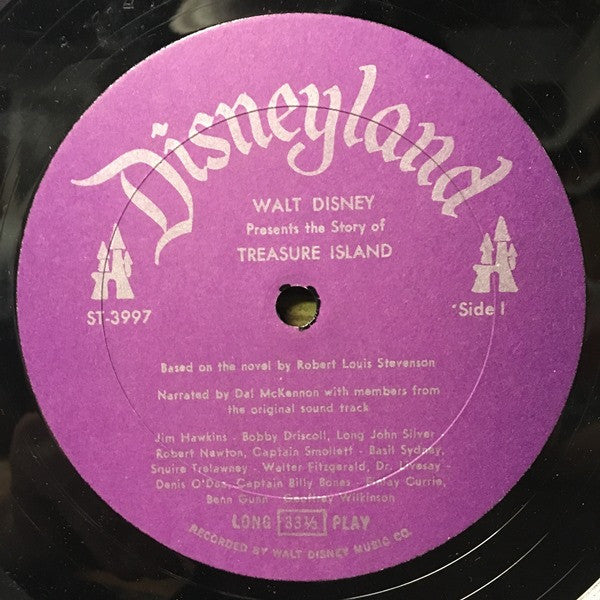 Disneyland
WALT DISNEY
Presents the Story of
TREASURE ISLAND
ST-3997
Side I
Based on the novel by Robert Louis Stevenson
Narrated by Dal McKennon with members from
the original sound track
Jim Hawkins - Bobby Driscoll, Long John Silver
Robert Newton, Captain Smollett - Basil Sydney,
Squire Trelawney - Walter Fitzgerald, Dr. Livesay -
Denis O'Dea, Captain Billy Bones - Finlay Currie,
Benn Gunn - Geoffrey Wilkinson
LONG 33⅓ PLAY
RECORDED BY WALT DISNEY MUSIC CO.